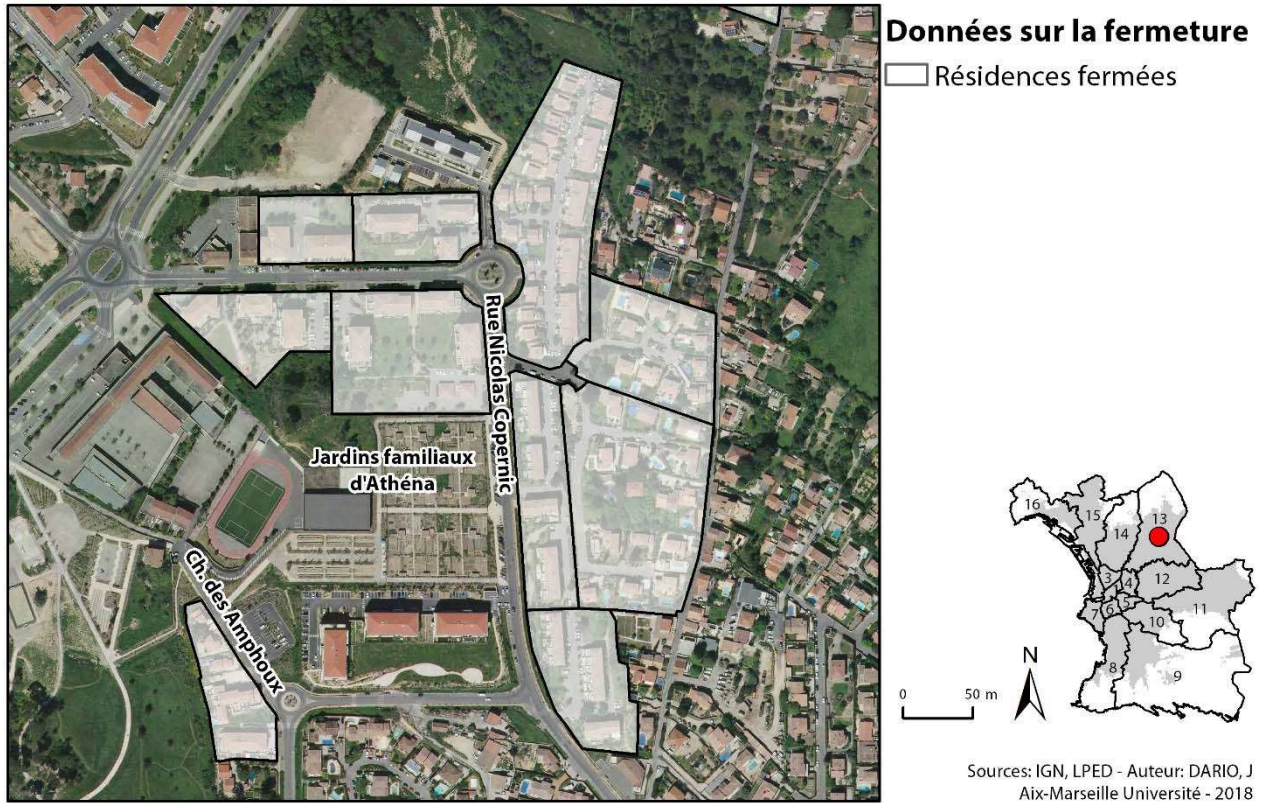 Données sur la fermeture
Résidences fermées
Rue Nicolas Copernic
Jardins familiaux
d'Athéna
Ch. des Amphoux
16
15
14
13
3
4
12
7
6
5
11
10
8
9
N
0 50 m
Sources: IGN, LPED - Auteur: DARIO, J
Aix-Marseille Université - 2018